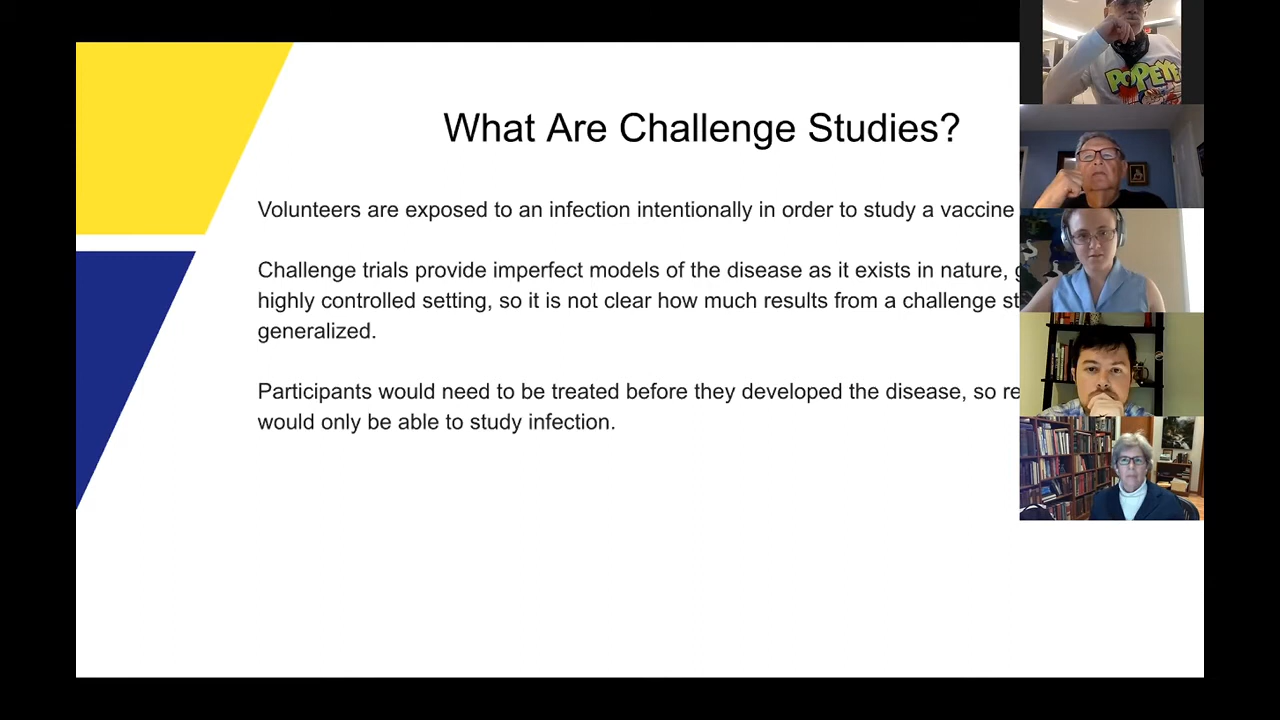 What Are Challenge Studies?
Volunteers are exposed to an infection intentionally in order to study a vaccine
Challenge trials provide imperfect models of the disease as it exists in nature,
highly controlled setting, so it is not clear how much results from a challenge
generalized.
Participants would need to be treated before they developed the disease, so
would only be able to study infection.
POPEYE